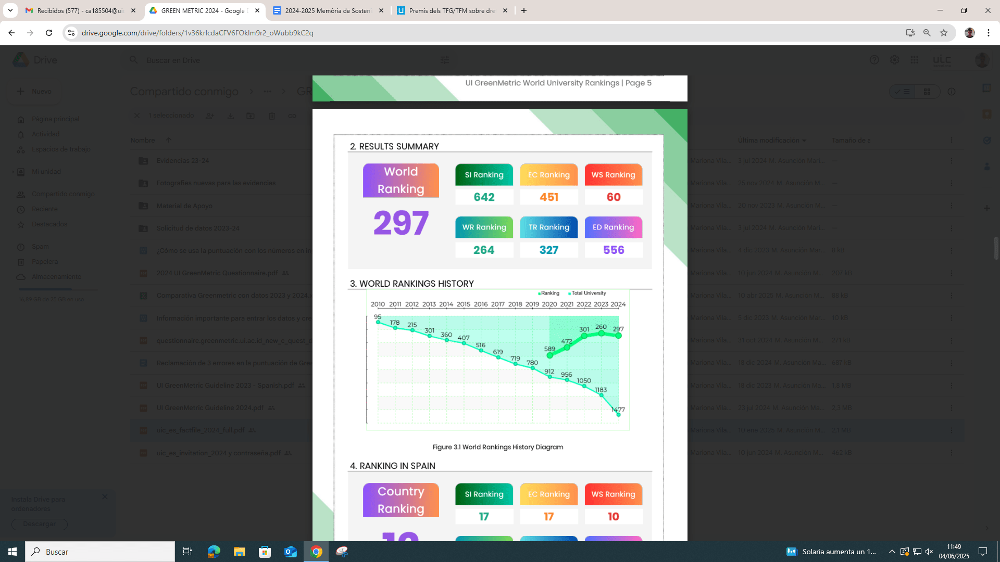 Recibidos (577) - ca185504@uic
GREEN METRIC 2024 - Google D
2024-2025 Memòria de Sosteni
Premis dels TFG/TFM sobre dre
drive.google.com/drive/folders/1v36krlcdaCFV6FOklm9r2_oWubb9kC2q
Drive
Buscar en Drive
uic
UI GreenMetric World University Rankings | Page 5
Nuevo
Compartido conmigo
...
GR
1 seleccionado
Página principal
Actividad
Espacios de trabajo
Mi unidad
Compartido conmigo
Reciente
Destacados
Spam
Papelera
Almacenamiento
16,89 GB de 25 GB en uso
Instala Drive para
ordenadores
Descargar
Nombre
Última modificación
Tamaño de a
Evidencias 23-24
Mariona Vila...
3 jul 2024 M. Asunción Mari...
Fotografies nuevas para las evidencias
Mariona Vila...
25 nov 2024 M. Asunción M...
Material de Apoyo
Mariona Vila...
20 nov 2023 M. Asunción M...
Solicitud de datos 2023-24
Mariona Vila...
3 jul 2024 M. Asunción Mari...
¿Cómo se usa la puntuación con los números en in
Mariona Vila...
4 dic 2023 M. Asunción Mar...
8 kB
2024 UI GreenMetric Questionnaire.pdf
Mariona Vila...
10 jun 2024 M. Asunción M...
207 kB
Comparativa Greenmetric con datos 2023 y 2024.x
Mariona Vila...
10 abr 2025 M. Asunción M...
88 kB
Información importante para entrar los datos y cre
Mariona Vila...
5 dic 2023 M. Asunción Mar...
10 kB
questionnaire.greenmetric.ui.ac.id_new_c_quest_d
Mariona Vila...
31 oct 2024 M. Asunción M...
271 kB
Reclamación de 3 errores en la puntuación de Gre
Mariona Vila...
18 dic 2024 M. Asunción Ma...
687 kB
UI GreenMetric Guideline 2023 - Spanish.pdf
Mariona Vila...
18 dic 2023 M. Asunción Ma...
1,8 MB
UI GreenMetric Guideline 2024.pdf
Mariona Vila...
23 jul 2024 M. Asunción Ma...
2,3 MB
uic_es_factfile_2024_full.pdf
Mariona Vila...
10 ene 2025 M. Asunción M...
2,1 MB
uic_es_invitation_2024 y contraseña.pdf
Mariona Vila...
10 jun 2024 M. Asunción M...
462 kB
2. RESULTS SUMMARY
World
Ranking
297
SI Ranking
EC Ranking
WS Ranking
642
451
60
WR Ranking
TR Ranking
ED Ranking
264
327
556
3. WORLD RANKINGS HISTORY
Ranking
Total University
2010 2011 2012 2013 2014 2015 2016 2017 2018 2019 2020 2021 2022 2023 2024
95 178 215 301 360 407 516 619 719 780 912 956 1050 1183 1477
589 472 301 260 297
Figure 3.1 World Rankings History Diagram
4. RANKING IN SPAIN
Country
Ranking
SI Ranking
EC Ranking
WS Ranking
17
17
10
Buscar
Solaria aumenta un 1...
11:49
04/06/2025